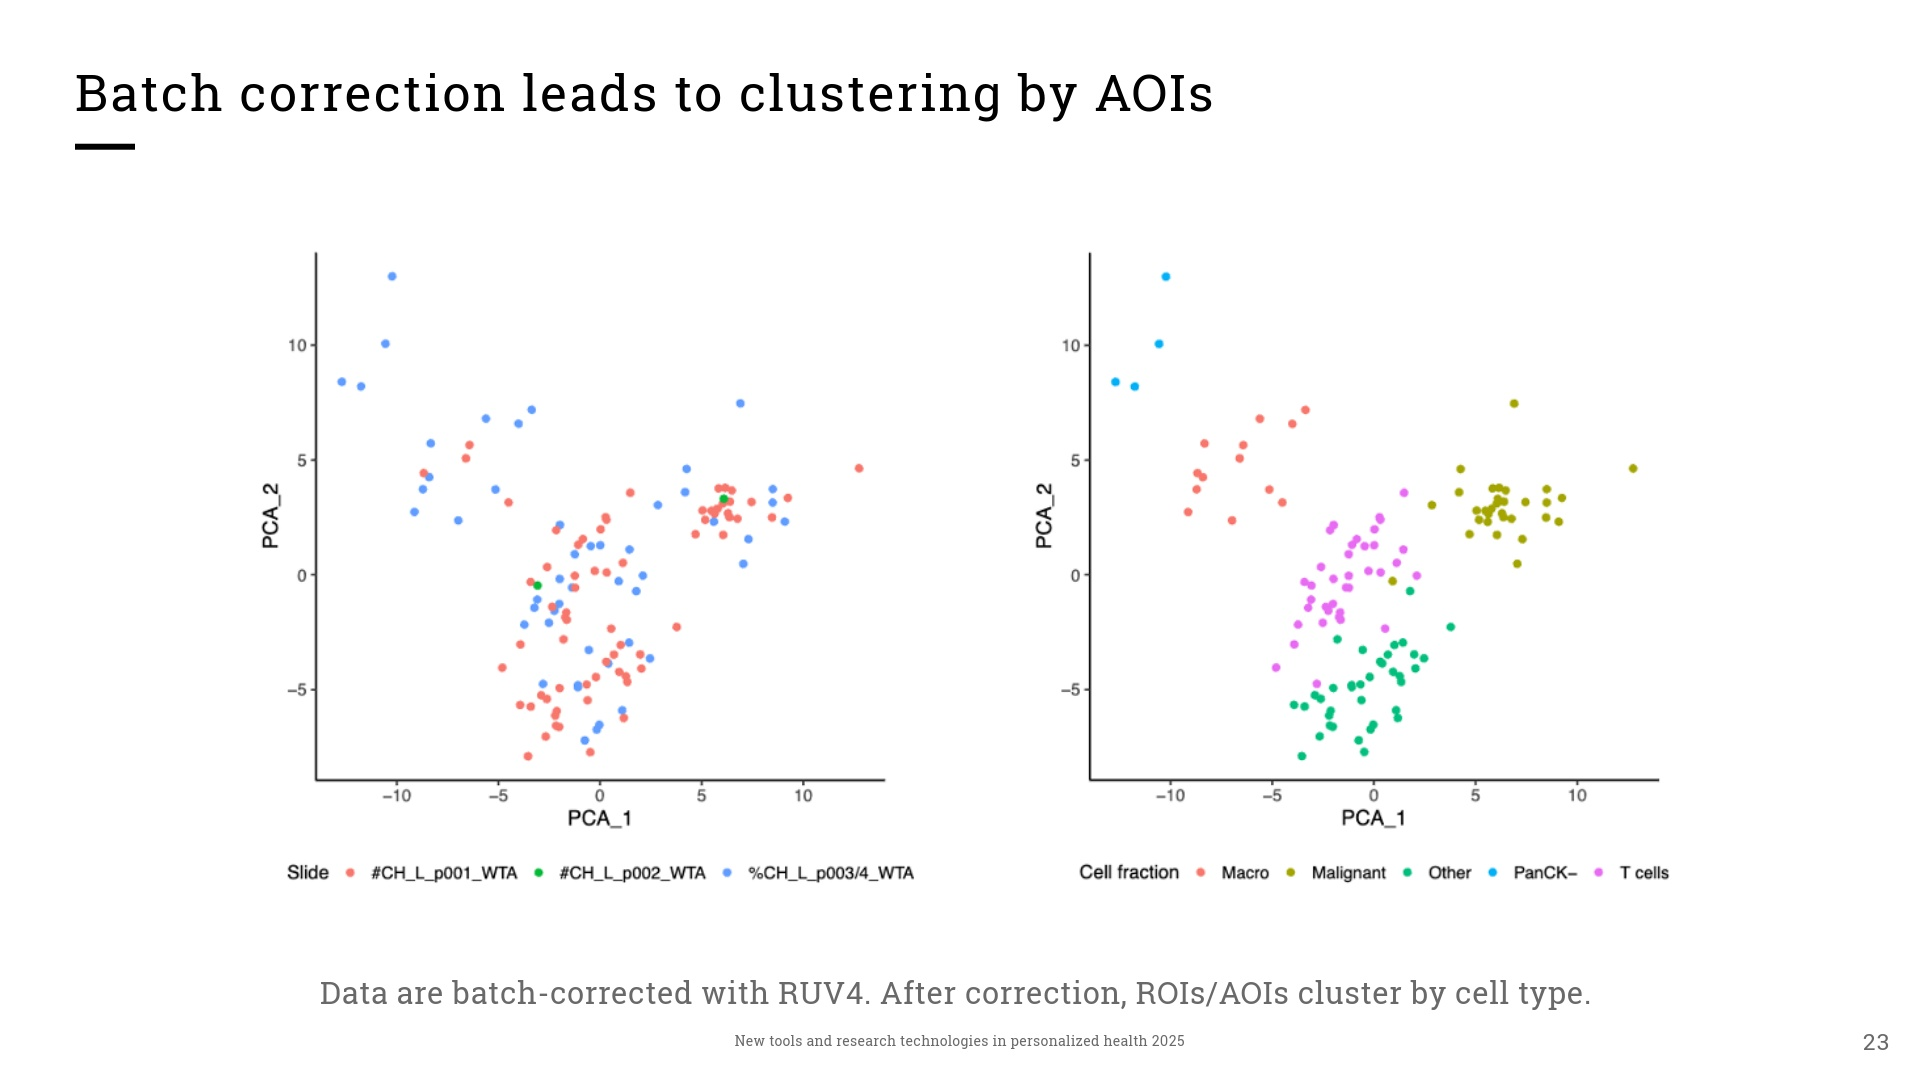 Batch correction leads to clustering by AOIs
10
5
0
−5
PCA_2
−10
−5
0
5
10
PCA_1
Slide #CH_L_p001_WTA #CH_L_p002_WTA %CH_L_p003/4_WTA
10
5
0
−5
PCA_2
−10
−5
0
5
10
PCA_1
Cell fraction Macro Malignant Other PanCK− T cells
Data are batch-corrected with RUV4. After correction, ROIs/AOIs cluster by cell type.
New tools and research technologies in personalized health 2025
23